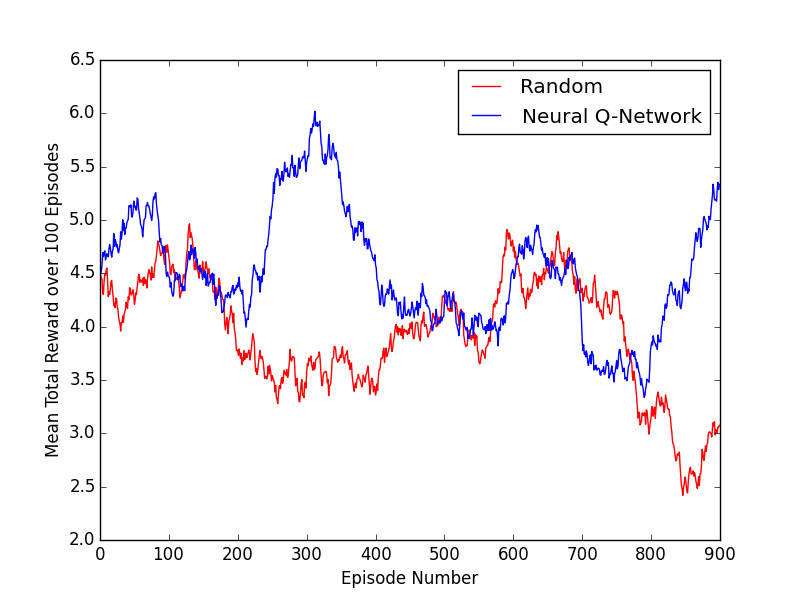 6.5
6.0
5.5
5.0
4.5
4.0
3.5
3.0
2.5
2.0
Mean Total Reward over 100 Episodes
Random
Neural Q-Network
0 100 200 300 400 500 600 700 800 900
Episode Number